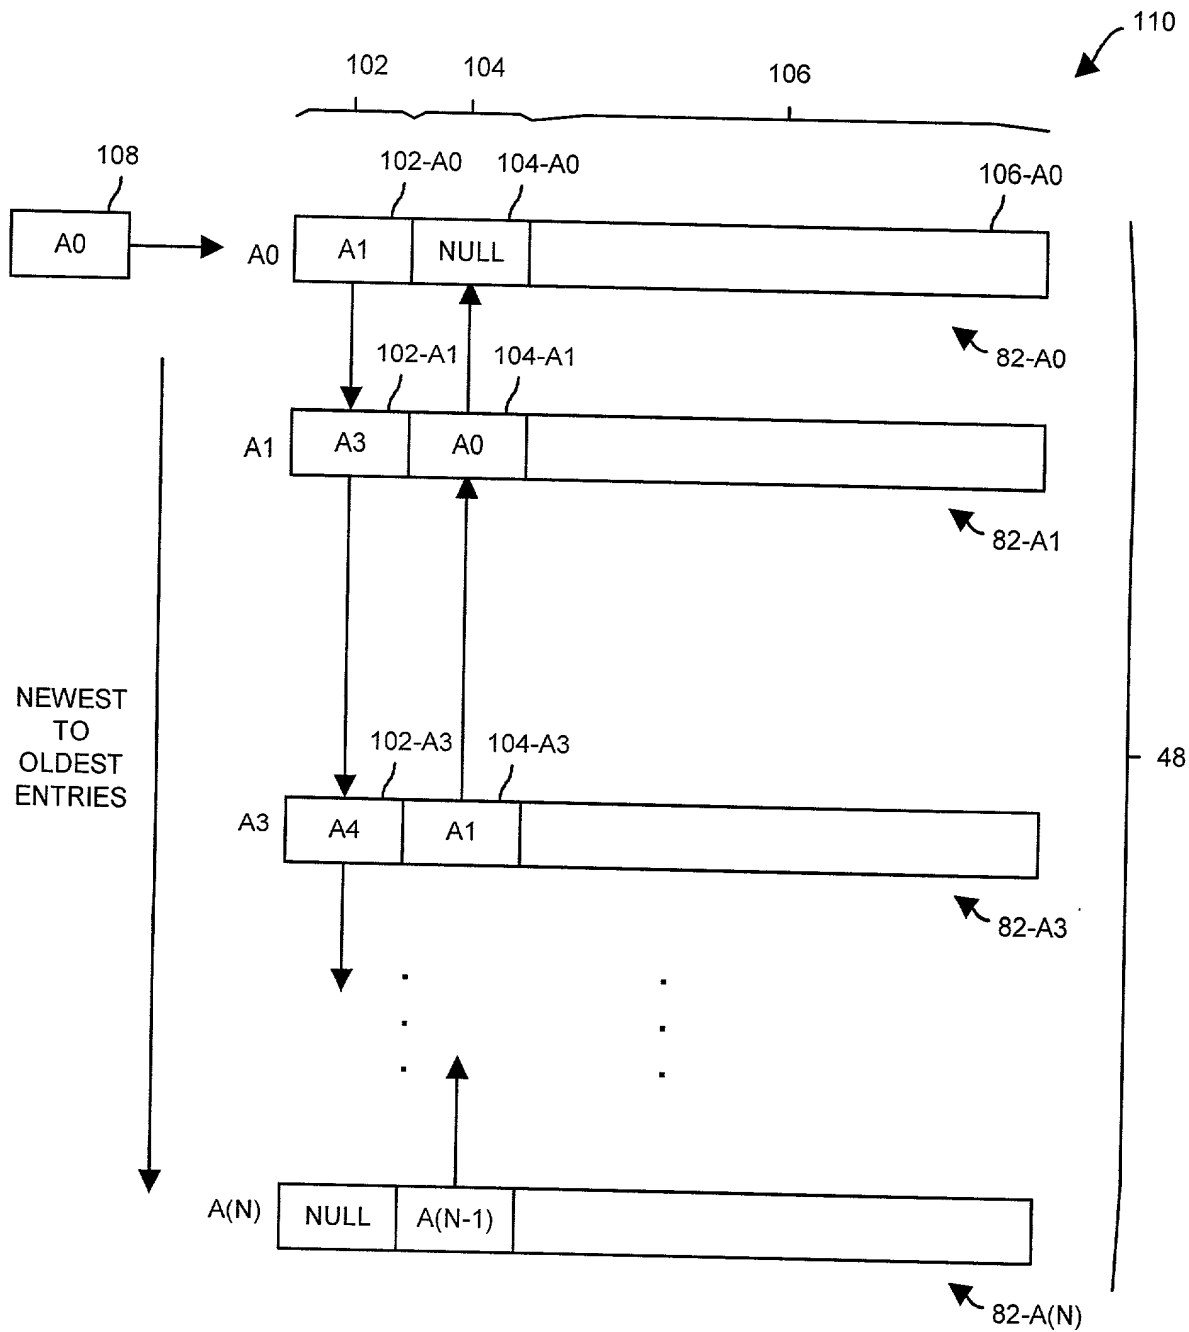 110
102
104
106
108
102-A0
104-A0
106-A0
A0
A0
A1
NULL
82-A0
102-A1
104-A1
A1
A3
A0
82-A1
NEWEST
TO
OLDEST
ENTRIES
48
102-A3
104-A3
A3
A4
A1
82-A3
A(N)
NULL
A(N-1)
82-A(N)